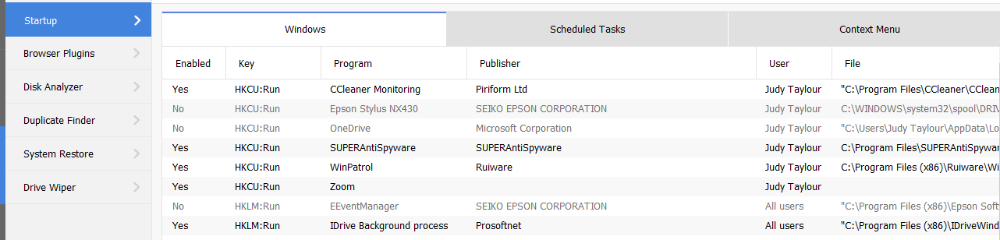 Startup
Browser Plugins
Disk Analyzer
Duplicate Finder
System Restore
Drive Wiper
Windows Scheduled Tasks Context Menu
Enabled Key Program Publisher User File
Yes HKCU:Run CCleaner Monitoring Piriform Ltd Judy Taylour "C:\Program Files\CCleaner\CClean
No HKCU:Run Epson Stylus NX430 SEIKO EPSON CORPORATION Judy Taylour C:\WINDOWS\system32\spool\DRI
No HKCU:Run OneDrive Microsoft Corporation Judy Taylour "C:\Users\Judy Taylour\AppData\Lo
Yes HKCU:Run SUPERAntiSpyware SUPERAntiSpyware Judy Taylour C:\Program Files\SUPERAntiSpywar
Yes HKCU:Run WinPatrol Ruiware Judy Taylour C:\Program Files (x86)\Ruiware\Wi
Yes HKCU:Run Zoom Judy Taylour
No HKLM:Run EEventManager SEIKO EPSON CORPORATION All users "C:\Program Files (x86)\Epson Soft
Yes HKLM:Run IDrive Background process Prosoftnet All users "C:\Program Files (x86)\IDriveWind